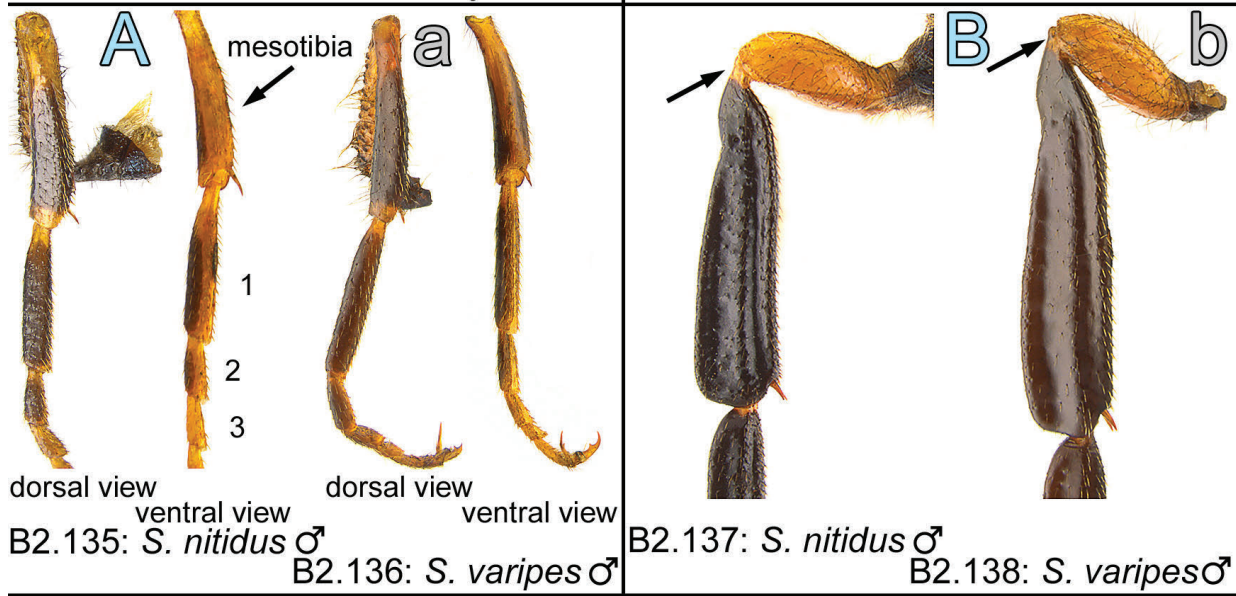 A
mesotibia
a
1
2
3
dorsal view
ventral view
dorsal view
ventral view
B2.135: S. nitidus ♂
B2.136: S. varipes ♂
B
b
B2.137: S. nitidus ♂
B2.138: S. varipes♂